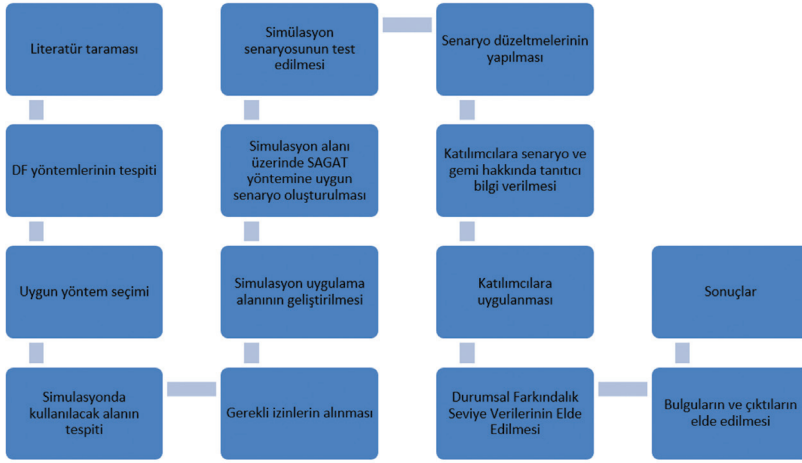 Literatür taraması
DF yöntemlerinin tespiti
Uygun yöntem seçimi
Simulasyonda
kullanılacak alanın
tespiti
Gerekli izinlerin alınması
Simulasyon uygulama
alanının geliştirilmesi
Simulasyon alanı
üzerinde SAGAT
yöntemine uygun
senaryo oluşturulması
Simülasyon
senaryosunun test
edilmesi
Senaryo düzeltmelerinin
yapılması
Katılımcılara senaryo ve
gemi hakkında tanıtıcı
bilgi verilmesi
Katılımcılara
uygulanması
Durumsal Farkındalık
Seviye Verilerinin Elde
Edilmesi
Bulguların ve çıktıların
elde edilmesi
Sonuçlar